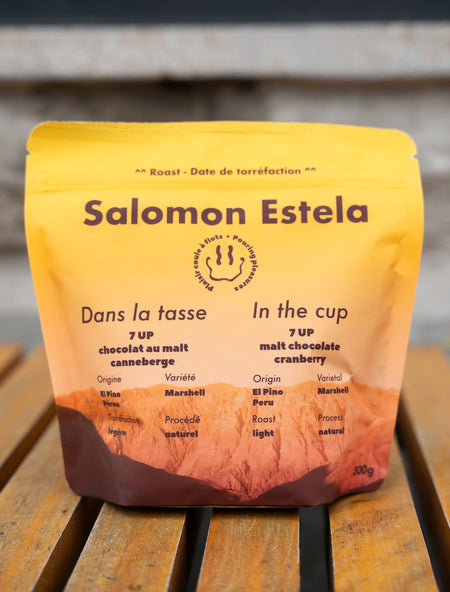 ^^ Roast - Date de torréfaction ^^
Salomon Estela
Plaisir coule à flots • Pouring pleasures
Dans la tasse
7 UP
chocolat au malt
canneberge
Origine
El Pino
Pérou
Variété
Marshell
Torréfaction
légère
Procédé
naturel
In the cup
7 UP
malt chocolate
cranberry
Origin
El Pino
Peru
Varietal
Marshell
Roast
light
Process
natural
300g